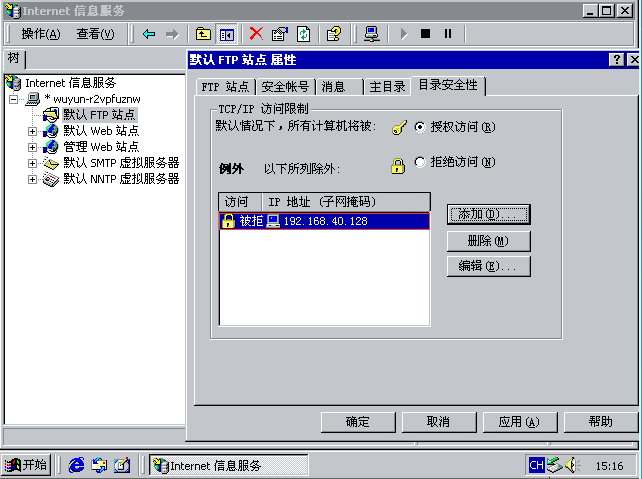 Internet 信息服务
操作(A) 查看(V)
树
Internet 信息服务
* wuyun-r2vpfuznw
默认 FTP 站点
默认 Web 站点
管理 Web 站点
默认 SMTP 虚拟服务器
默认 NNTP 虚拟服务器
默认 FTP 站点 属性
FTP 站点 安全帐号 消息 主目录 目录安全性
TCP/IP 访问限制
默认情况下，所有计算机将被: 授权访问(R)
拒绝访问(N)
例外 以下所列除外:
访问 IP 地址 (子网掩码)
被拒 192.168.40.128
添加(D)...
删除(M)
编辑(E)...
确定 取消 应用(A) 帮助
开始 Internet 信息服务 CH 15:16